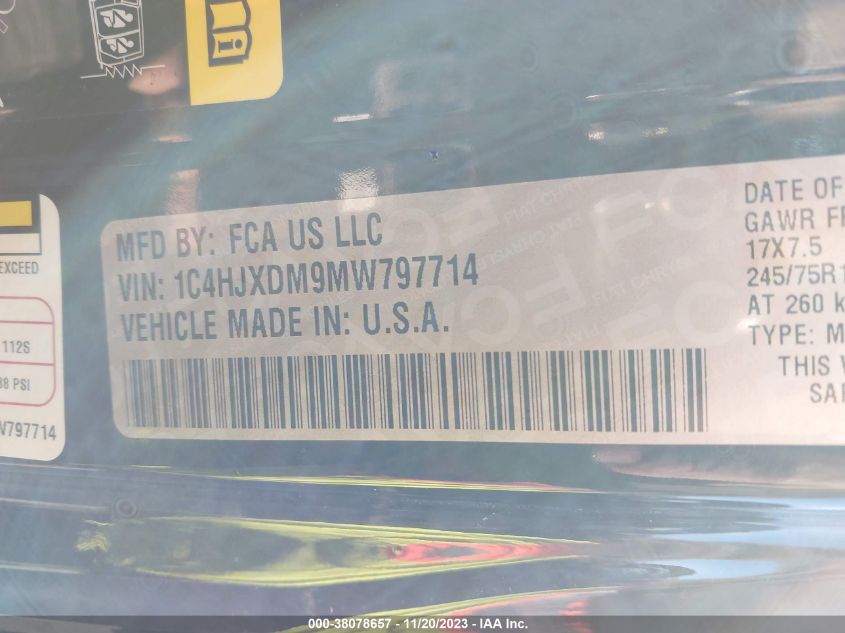 MFD BY: FCA US LLC
VIN: 1C4HJXDM9MW797714
VEHICLE MADE IN: U.S.A.
DATE OF
GAWR FR
17X7.5
245/75R1
AT 260 k
TYPE: M
THIS V
SAF
EXCEED
112S
38 PSI
W797714
000-38078657 - 11/20/2023 - IAA Inc.